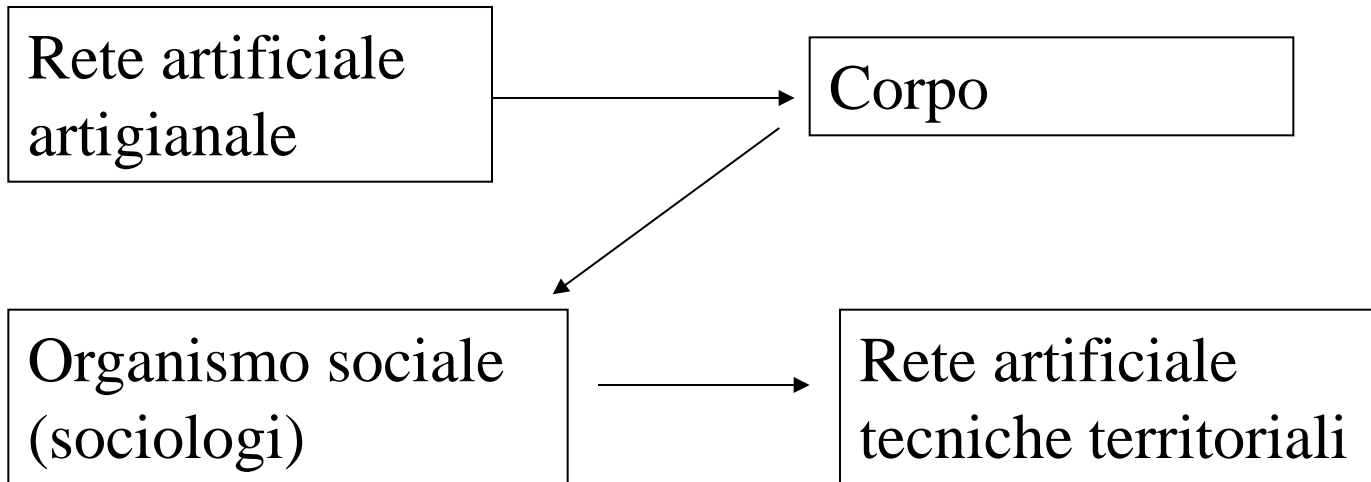 Rete artificiale
artigianale
Corpo
Organismo sociale
(sociologi)
Rete artificiale
tecniche territoriali